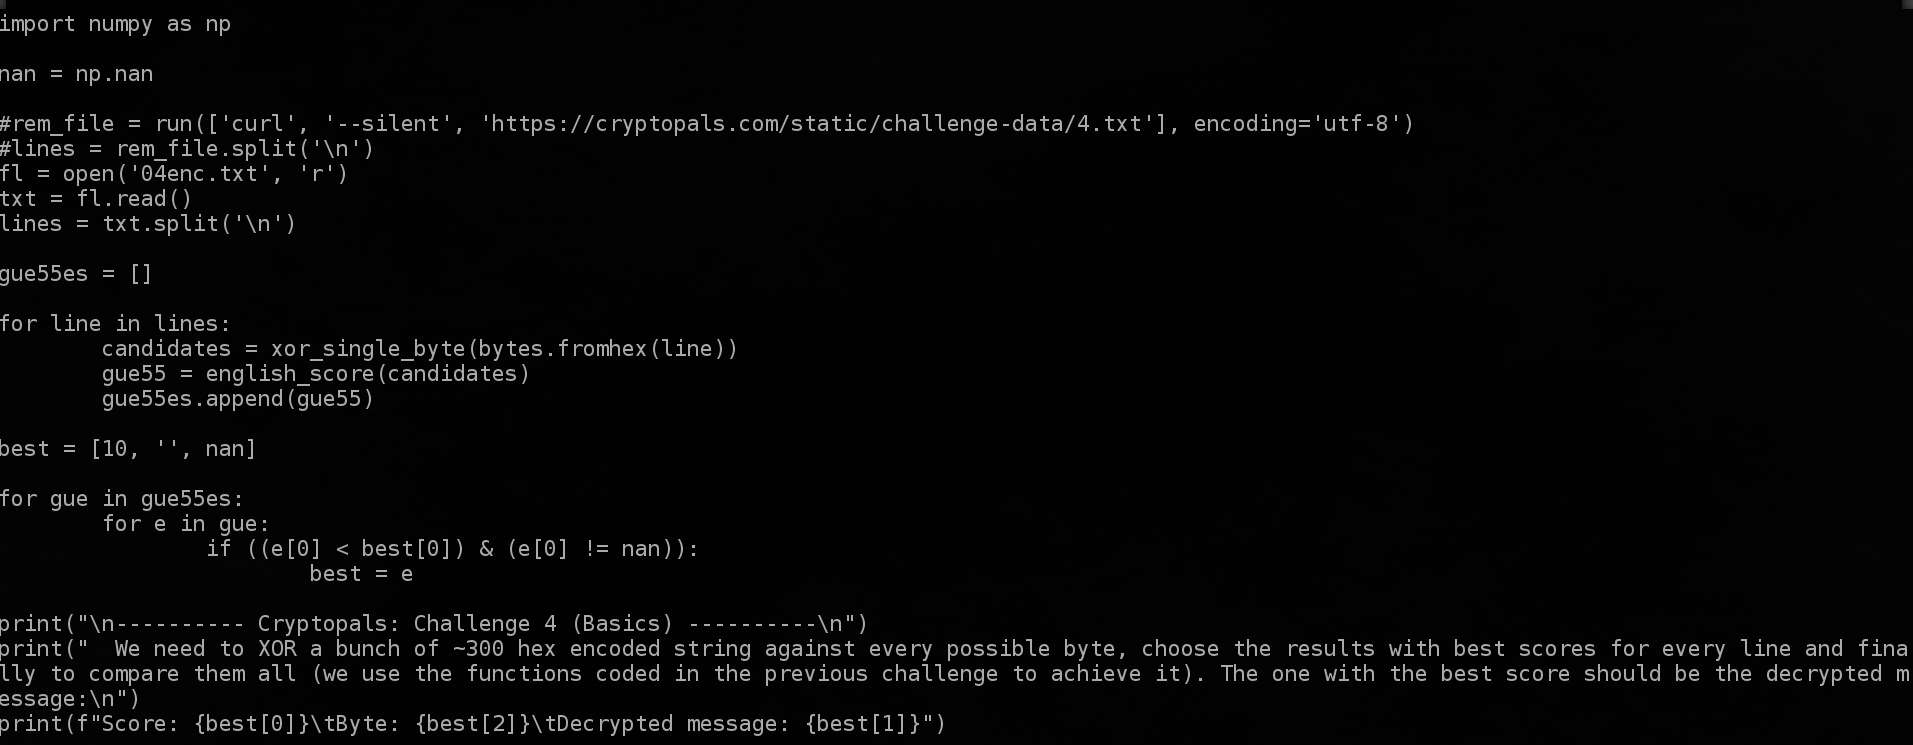 import numpy as np
nan = np.nan
#rem_file = run(['curl', '--silent', 'https://cryptopals.com/static/challenge-data/4.txt'], encoding='utf-8')
#lines = rem_file.split('\n')
fl = open('04enc.txt', 'r')
txt = fl.read()
lines = txt.split('\n')
gue55es = []
for line in lines:
        candidates = xor_single_byte(bytes.fromhex(line))
        gue55 = english_score(candidates)
        gue55es.append(gue55)
best = [10, '', nan]
for gue in gue55es:
        for e in gue:
                if ((e[0] < best[0]) & (e[0] != nan)):
                        best = e
print("\n---------- Cryptopals: Challenge 4 (Basics) ----------\n")
print("  We need to XOR a bunch of ~300 hex encoded string against every possible byte, choose the results with best scores for every line and fina
lly to compare them all (we use the functions coded in the previous challenge to achieve it). The one with the best score should be the decrypted m
essage:\n")
print(f"Score: {best[0]}\tByte: {best[2]}\tDecrypted message: {best[1]}")